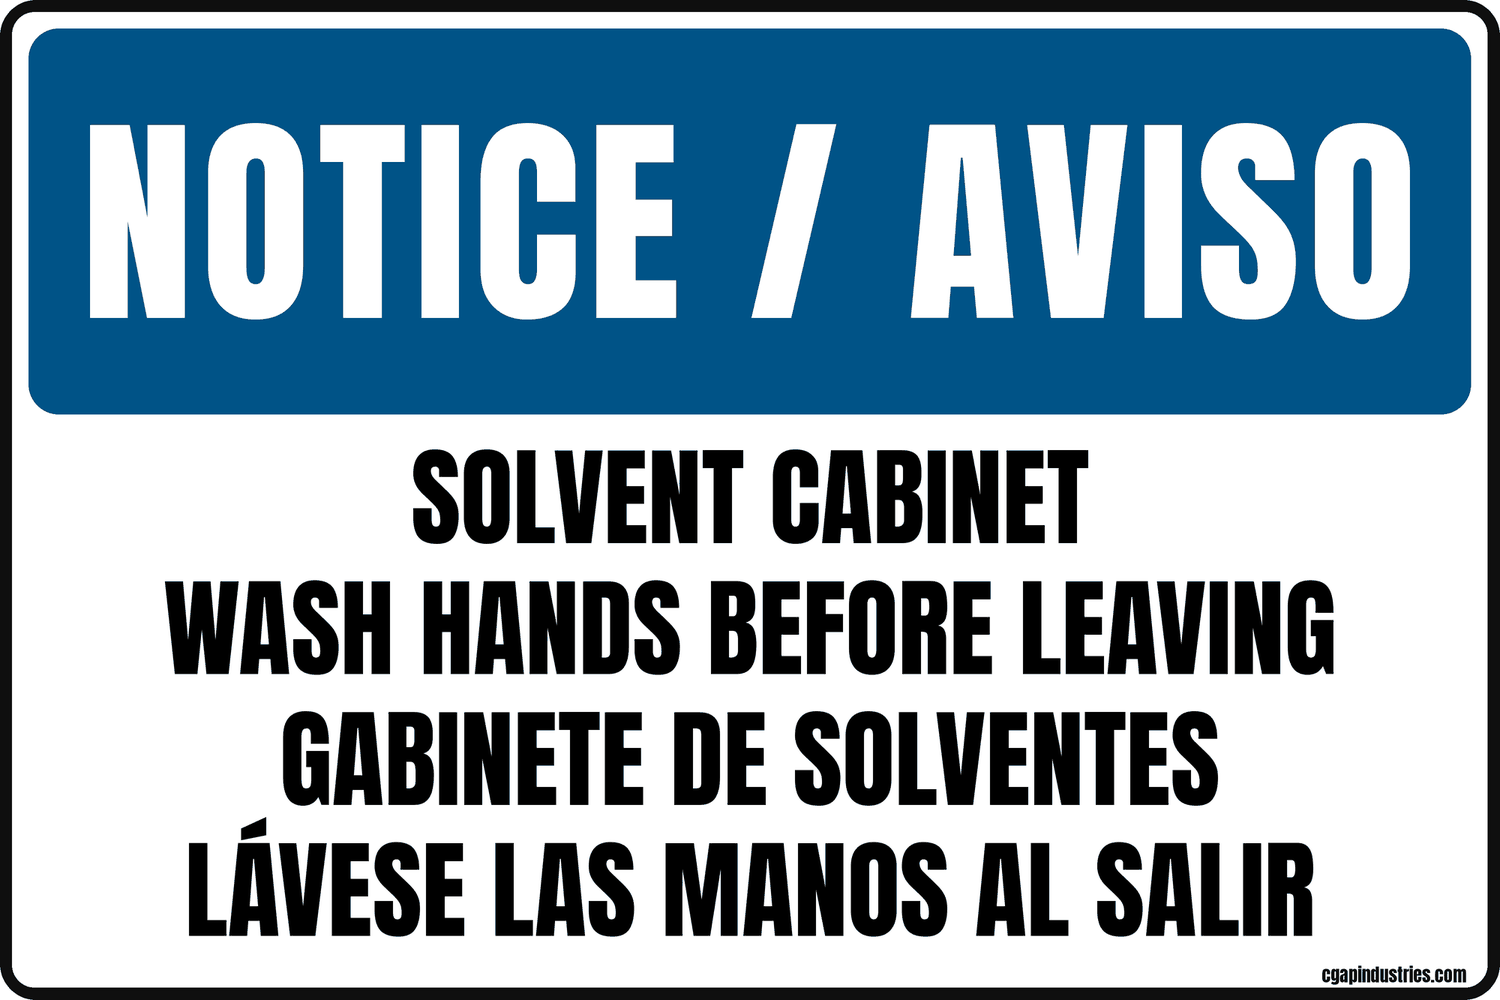 NOTICE / AVISO
SOLVENT CABINET
WASH HANDS BEFORE LEAVING
GABINETE DE SOLVENTES
LÁVESE LAS MANOS AL SALIR
cgapindustries.com